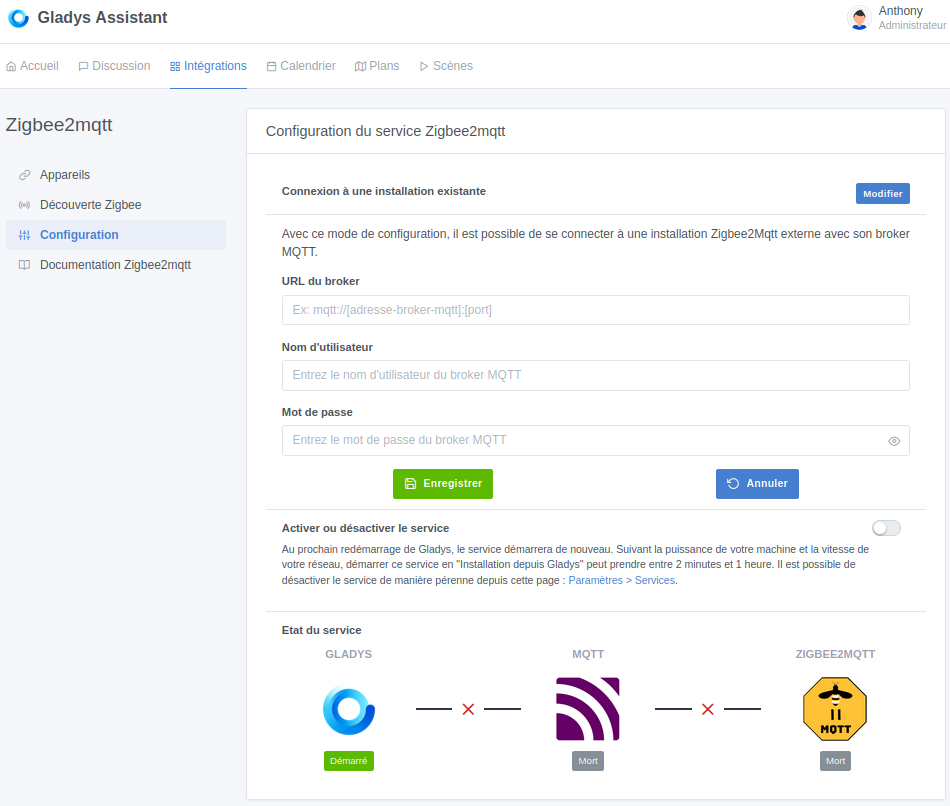 Gladys Assistant
Anthony
Administrateur
Accueil
Discussion
Intégrations
Calendrier
Plans
Scènes
Zigbee2mqtt
Appareils
Découverte Zigbee
Configuration
Documentation Zigbee2mqtt
Configuration du service Zigbee2mqtt
Connexion à une installation existante
Modifier
Avec ce mode de configuration, il est possible de se connecter à une installation Zigbee2Mqtt externe avec son broker
MQTT.
URL du broker
Ex: mqtt://[adresse-broker-mqtt]:[port]
Nom d'utilisateur
Entrez le nom d'utilisateur du broker MQTT
Mot de passe
Entrez le mot de passe du broker MQTT
Enregistrer
Annuler
Activer ou désactiver le service
Au prochain redémarrage de Gladys, le service démarrera de nouveau. Suivant la puissance de votre machine et la vitesse de
votre réseau, démarrer ce service en "Installation depuis Gladys" peut prendre entre 2 minutes et 1 heure. Il est possible de
désactiver le service de manière pérenne depuis cette page : Paramètres > Services.
Etat du service
GLADYS
MQTT
ZIGBEE2MQTT
MQTT
Démarré
Mort
Mort